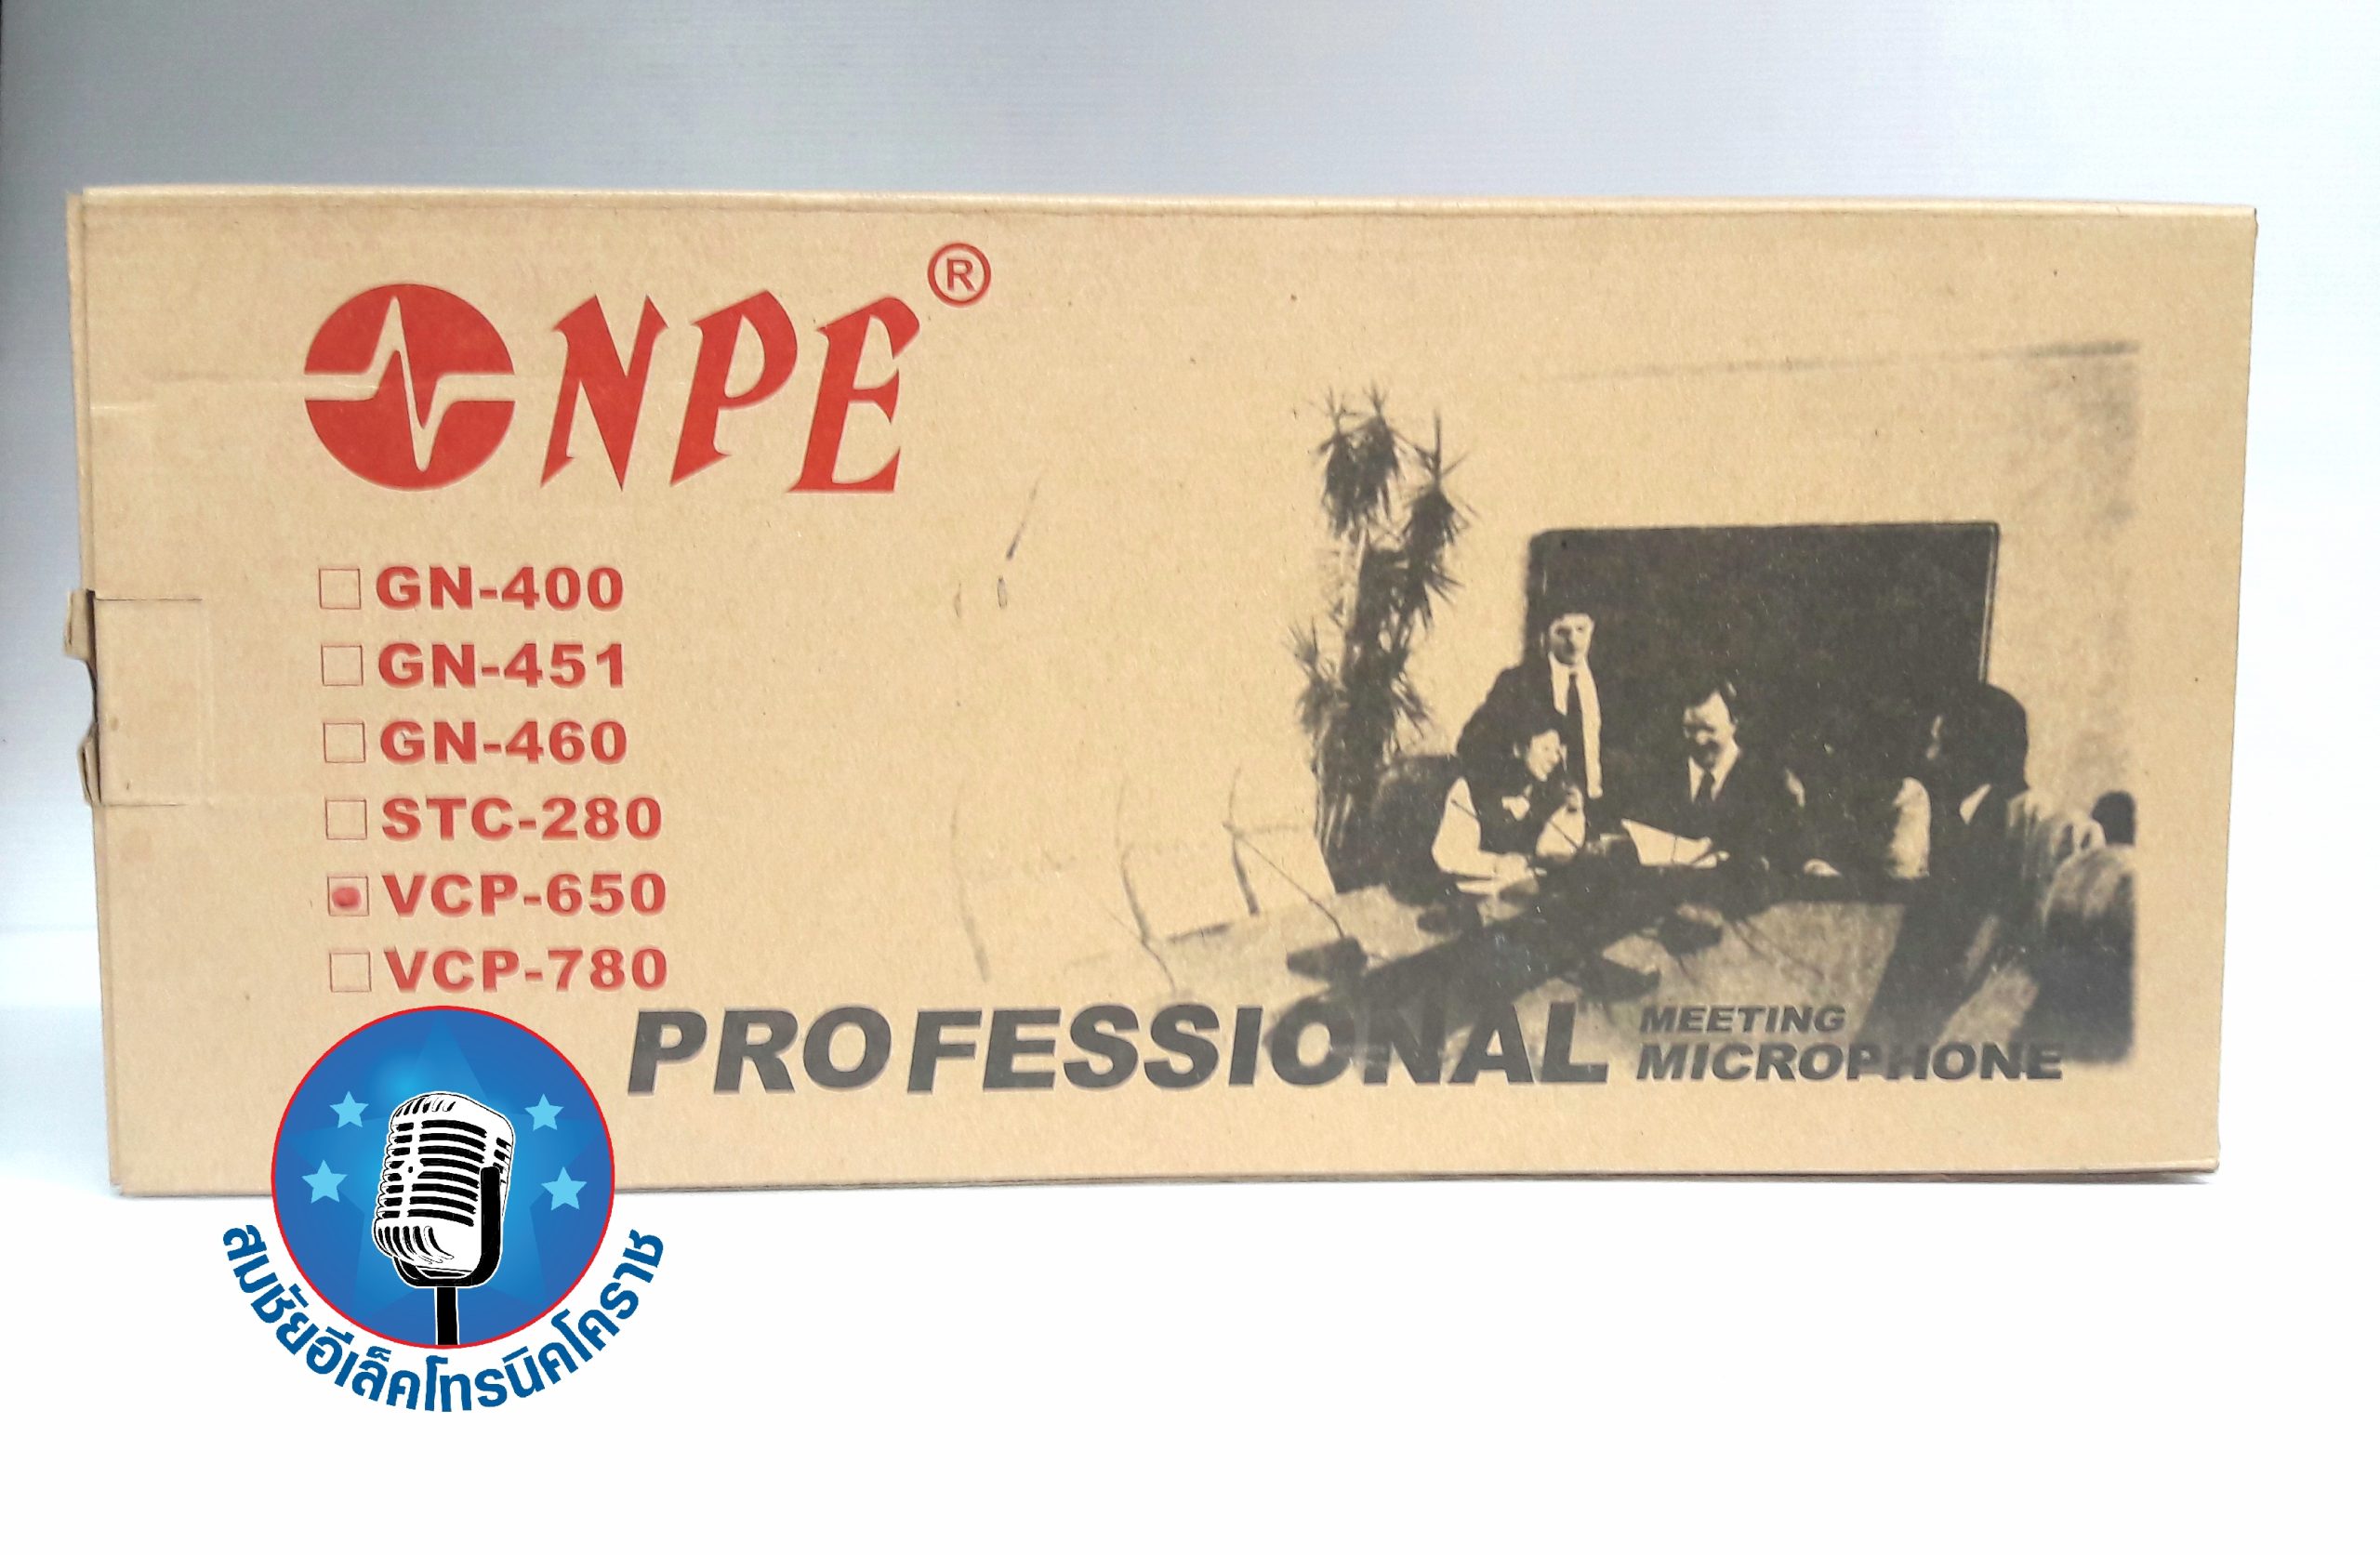 NPE®
GN-400
GN-451
GN-460
STC-280
VCP-650
VCP-780
PROFESSIONAL MEETING
MICROPHONE
สมชัยอีเล็คโทรนิคโคราช